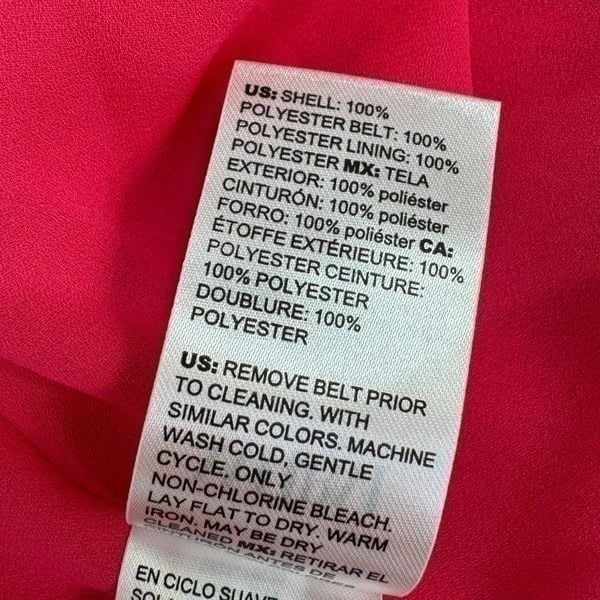 US: SHELL: 100%
POLYESTER BELT: 100%
POLYESTER LINING: 100%
POLYESTER MX: TELA
EXTERIOR: 100% poliéster
CINTURÓN: 100% poliéster
FORRO: 100% poliéster CA:
ÉTOFFE EXTÉRIEURE: 100%
POLYESTER CEINTURE:
100% POLYESTER
DOUBLURE: 100%
POLYESTER
US: REMOVE BELT PRIOR
TO CLEANING. WITH
SIMILAR COLORS. MACHINE
WASH COLD, GENTLE
CYCLE. ONLY
NON-CHLORINE BLEACH.
LAY FLAT TO DRY. WARM
IRON. MAY BE DRY
CLEANED MX: RETIRAR EL
CINTURÓN ANTES DE
EN CICLO SUAVE